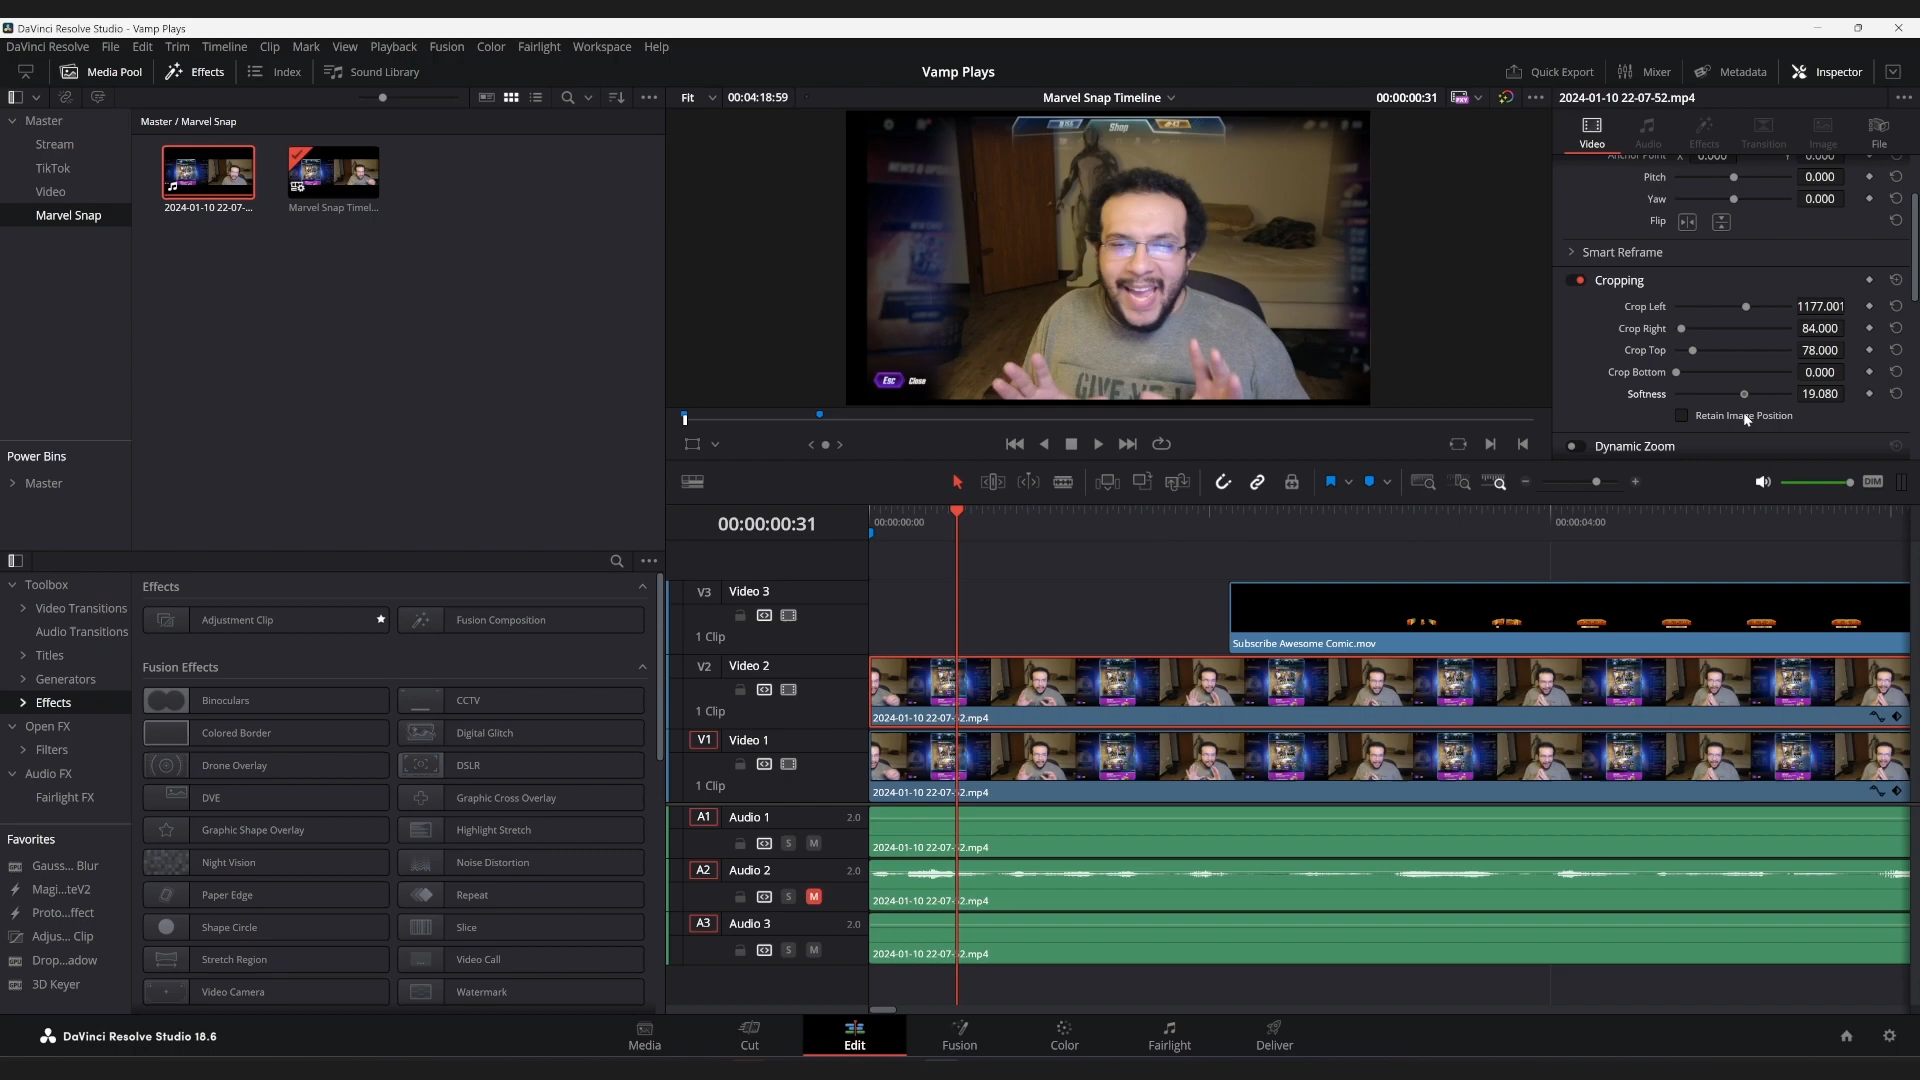 DaVinci Resolve Studio - Vamp Plays
DaVinci Resolve File Edit Trim Timeline Clip Mark View Playback Fusion Color Fairlight Workspace Help
Media Pool Effects Index Sound Library Vamp Plays Quick Export Mixer Metadata Inspector
Fit 00:04:18:59 Marvel Snap Timeline 00:00:00:31 2024-01-10 22-07-52.mp4
Master
Stream
TikTok
Video
Marvel Snap
Master / Marvel Snap
2024-01-10 22-07-...
Marvel Snap Timel...
Shop
Esc Close
Video Audio Effects Transition Image File
Anchor Point X 0.000 Y 0.000
Pitch 0.000
Yaw 0.000
Flip
Smart Reframe
Cropping
Crop Left 1177.001
Crop Right 84.000
Crop Top 78.000
Crop Bottom 0.000
Softness 19.080
Retain Image Position
Dynamic Zoom
Power Bins
Master
DIM
00:00:00:31 00:00:00:00 00:00:04:00
Toolbox
Video Transitions
Audio Transitions
Titles
Generators
Effects
Open FX
Filters
Audio FX
Fairlight FX
Favorites
Gauss... Blur
Magi...teV2
Proto...ffect
Adjus... Clip
Drop...adow
3D Keyer
Effects
Adjustment Clip Fusion Composition
Fusion Effects
Binoculars CCTV
Colored Border Digital Glitch
Drone Overlay DSLR
DVE Graphic Cross Overlay
Graphic Shape Overlay Highlight Stretch
Night Vision Noise Distortion
Paper Edge Repeat
Shape Circle Slice
Stretch Region Video Call
Video Camera Watermark
V3 Video 3
1 Clip
Subscribe Awesome Comic.mov
V2 Video 2
1 Clip
2024-01-10 22-07-52.mp4
V1 Video 1
1 Clip
2024-01-10 22-07-52.mp4
A1 Audio 1 2.0
S M
2024-01-10 22-07-52.mp4
A2 Audio 2 2.0
S M
2024-01-10 22-07-52.mp4
A3 Audio 3 2.0
S M
2024-01-10 22-07-52.mp4
DaVinci Resolve Studio 18.6
Media Cut Edit Fusion Color Fairlight Deliver